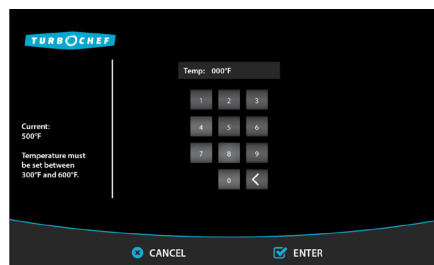 TURBOCHEF
Temp: 000°F
1 2 3
4 5 6
7 8 9
0
Current:
500°F
Temperature must
be set between
300°F and 600°F.
CANCEL
ENTER